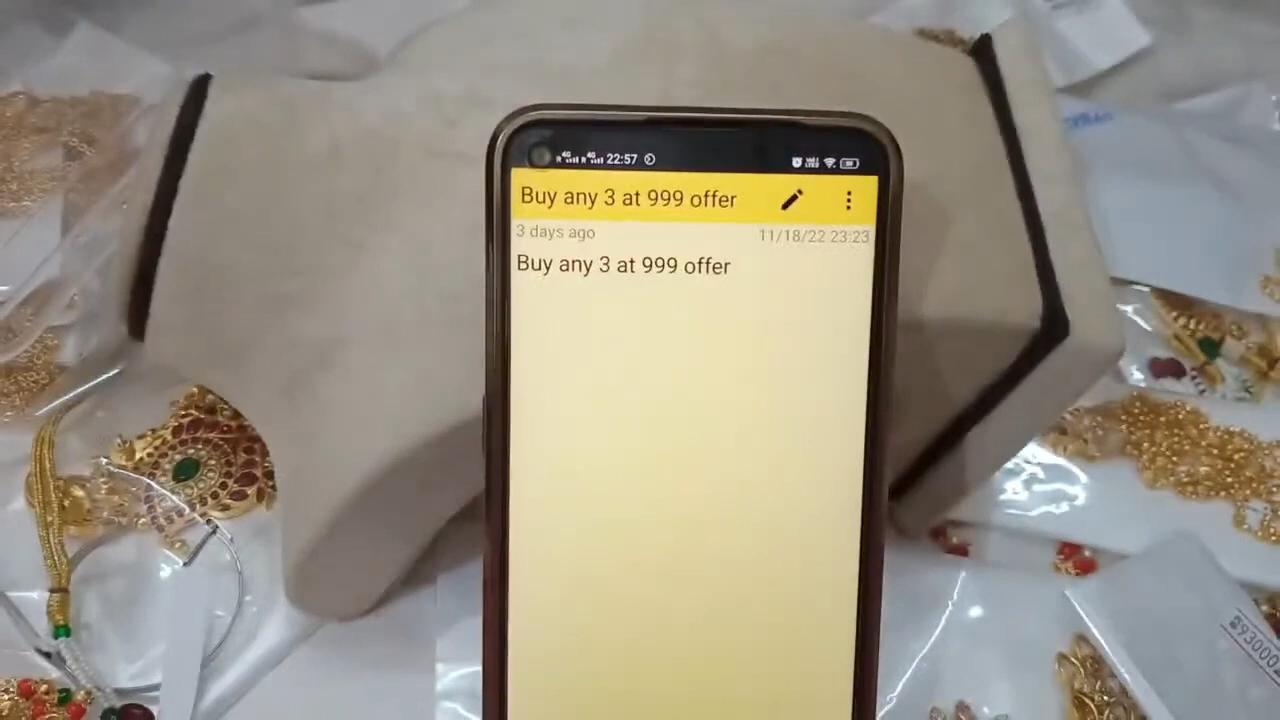 22:57
Buy any 3 at 999 offer
3 days ago
11/18/22 23:23
Buy any 3 at 999 offer